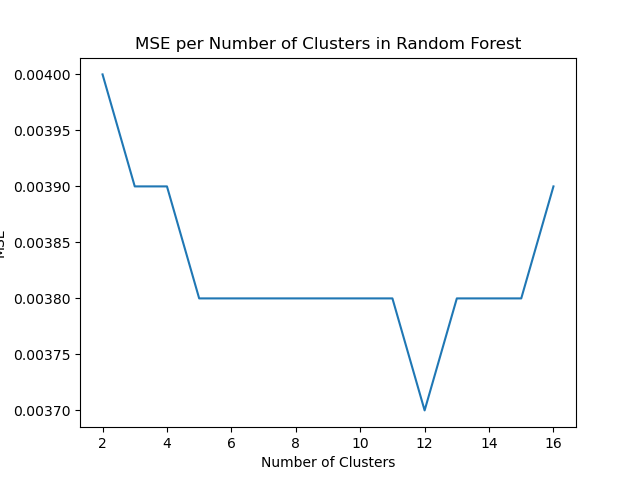 MSE per Number of Clusters in Random Forest
0.00400
0.00395
0.00390
0.00385
0.00380
0.00375
0.00370
MSE
2 4 6 8 10 12 14 16
Number of Clusters